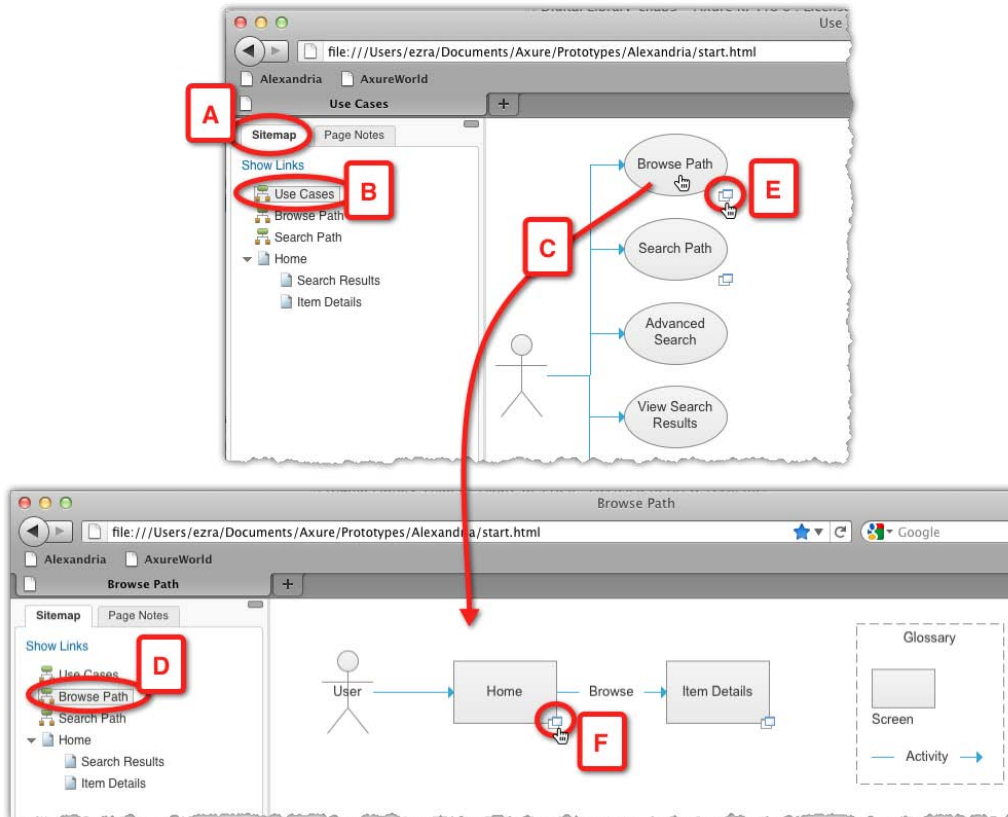 Use
file:///Users/ezra/Documents/Axure/Prototypes/Alexandria/start.html
Alexandria AxureWorld
Use Cases +
A
Sitemap Page Notes
Show Links
Use Cases
B
Browse Path
Search Path
Home
Search Results
Item Details
Browse Path
E
C
Search Path
Advanced
Search
View Search
Results
Browse Path
file:///Users/ezra/Documents/Axure/Prototypes/Alexandria/start.html
Google
Alexandria AxureWorld
Browse Path +
Sitemap Page Notes
Show Links
D
Use Cases
Browse Path
Search Path
Home
Search Results
Item Details
User
Home
Browse
Item Details
F
Glossary
Screen
Activity